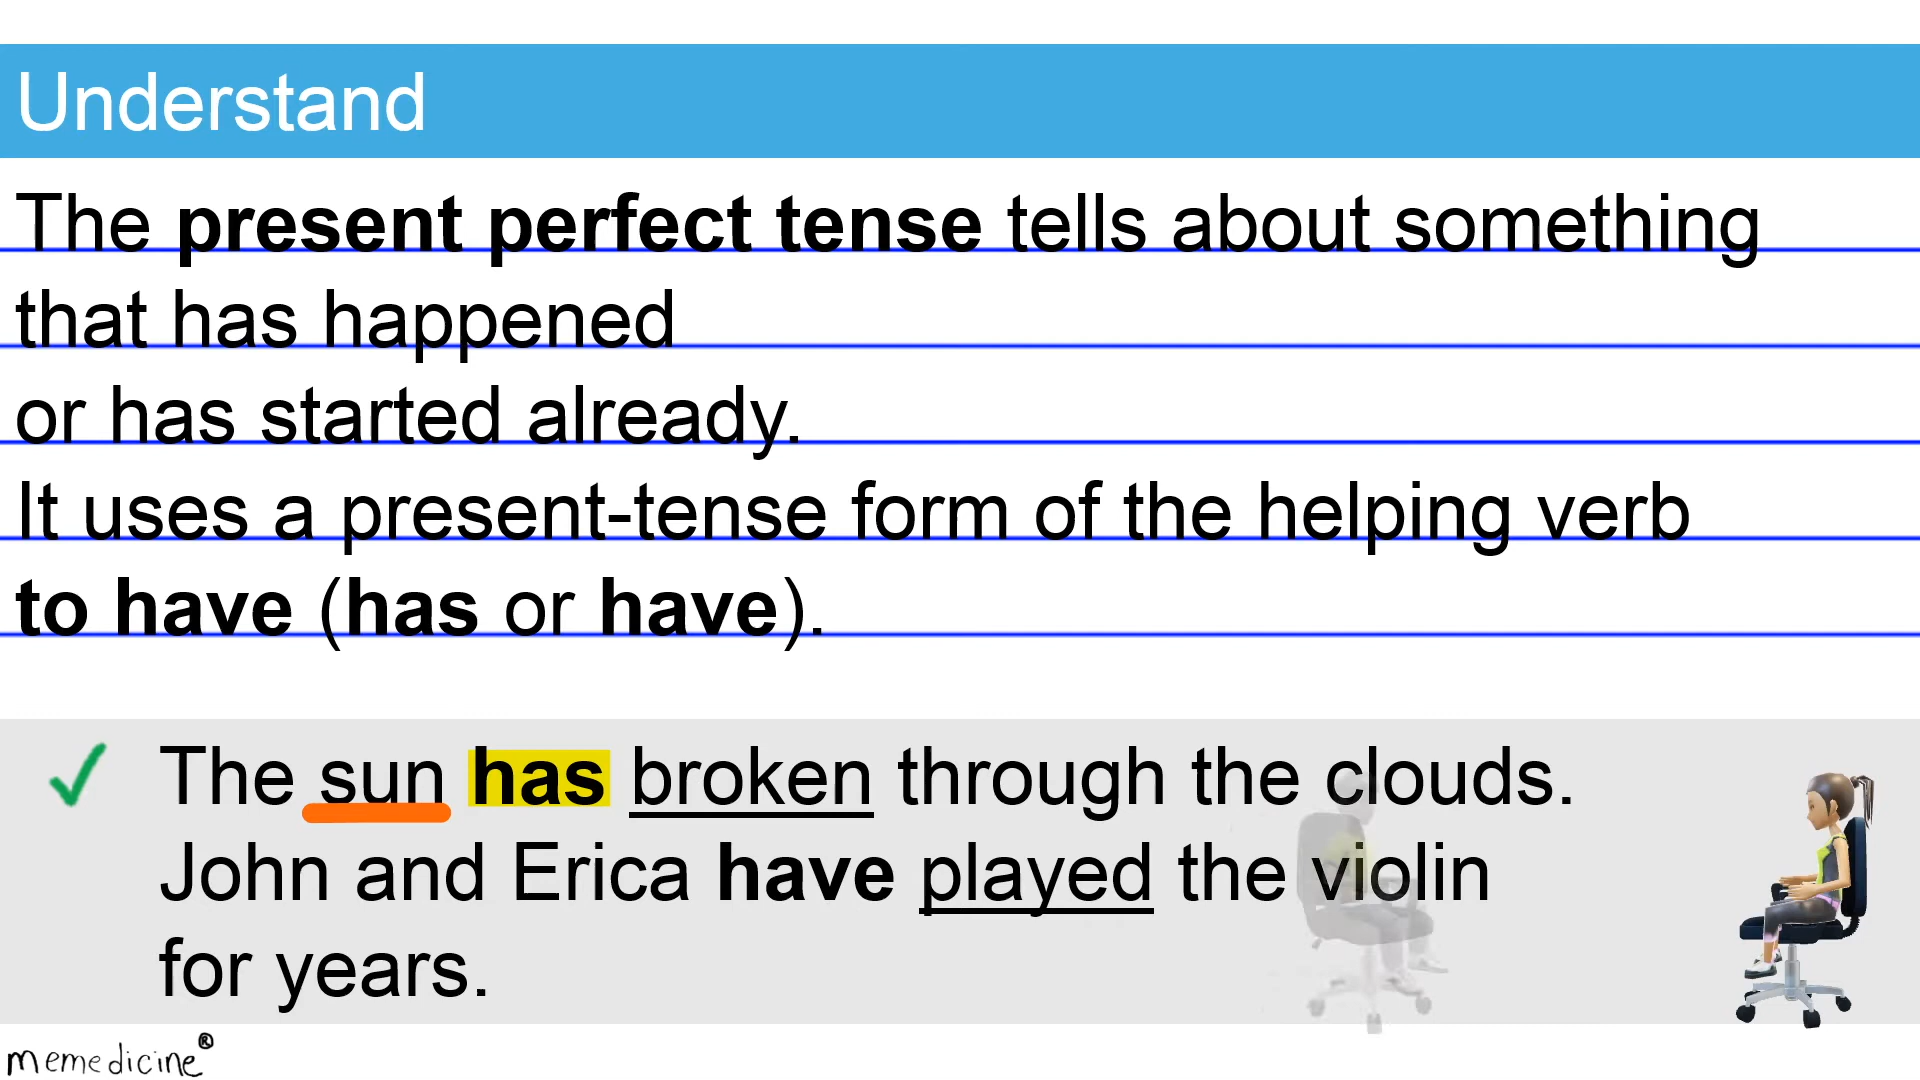 Understand
The present perfect tense tells about something
that has happened
or has started already.
It uses a present-tense form of the helping verb
to have (has or have).
✓ The sun has broken through the clouds.
John and Erica have played the violin
for years.
memedicine®